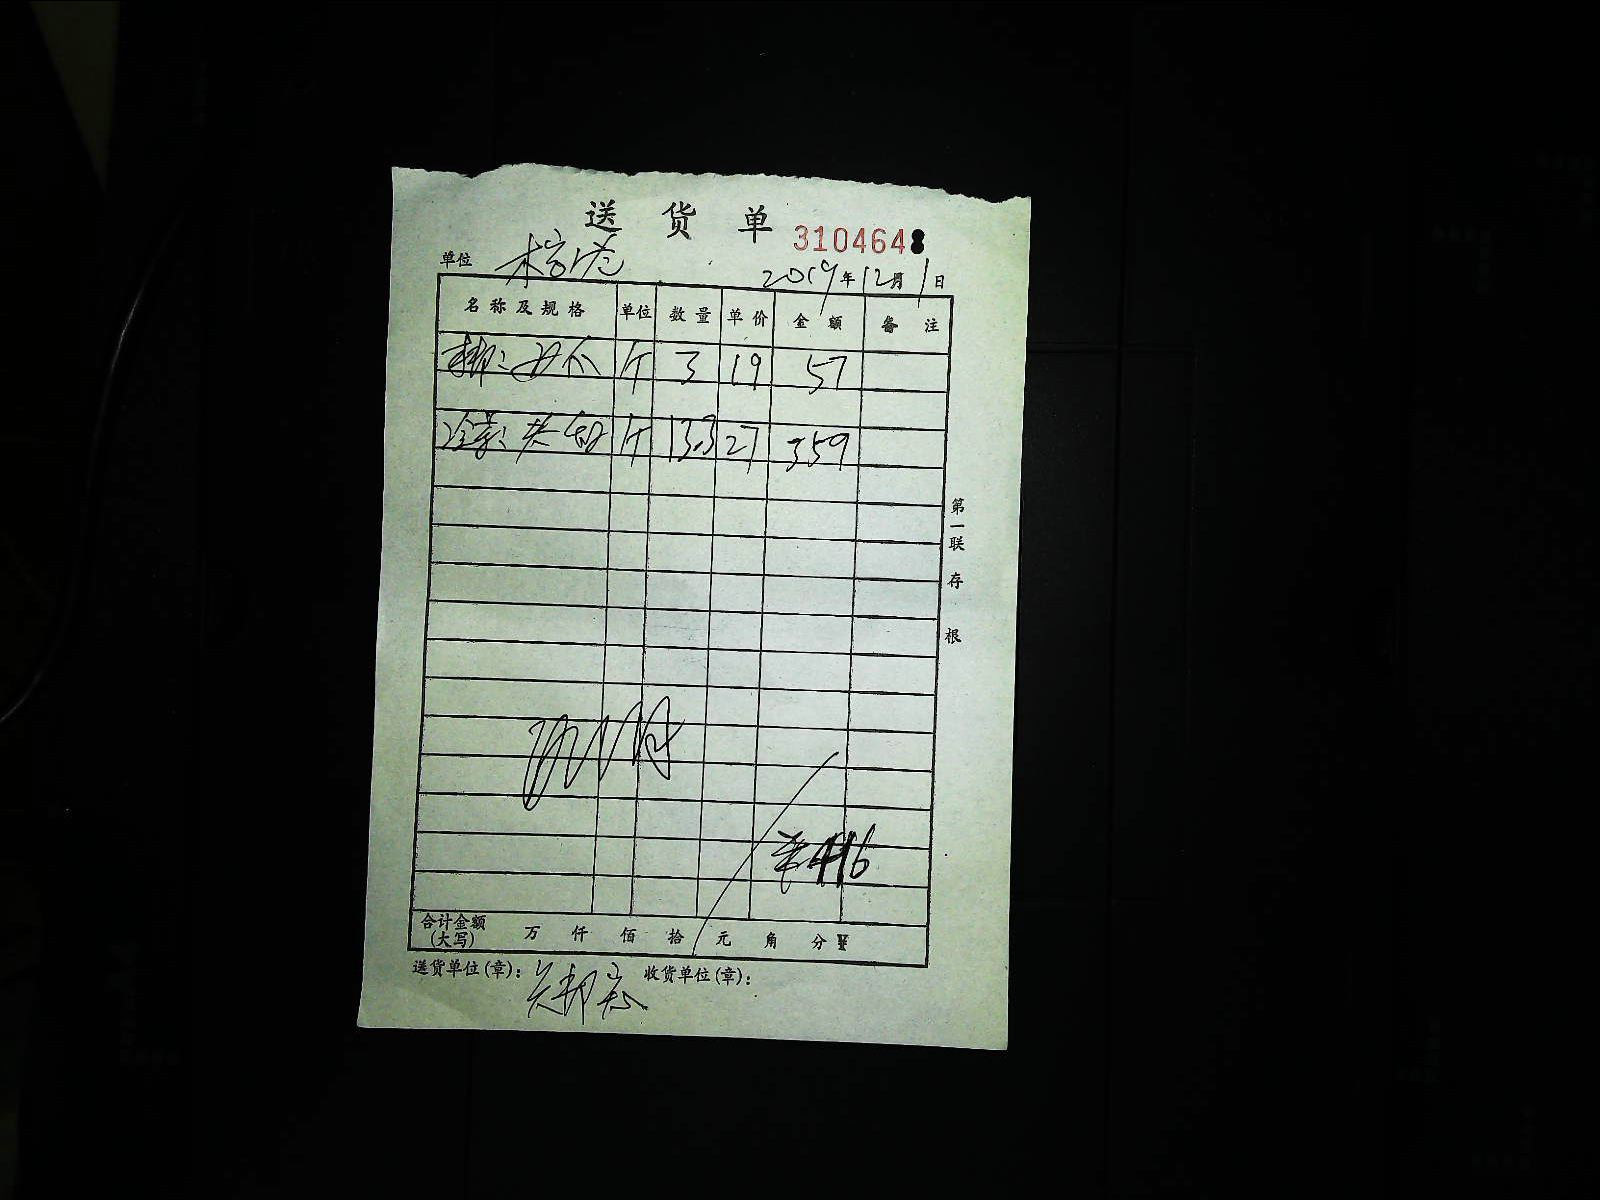 送货单 3104648
单位 2019年12月1日
名称及规格 单位 数量 单价 金额 备注
斤 3 19 57
冷菜: 斤 13.3 27 359
第一联 存根
416
合计金额(大写) 万 仟 佰 拾 元 角 分 ¥
送货单位(章): 收货单位(章):